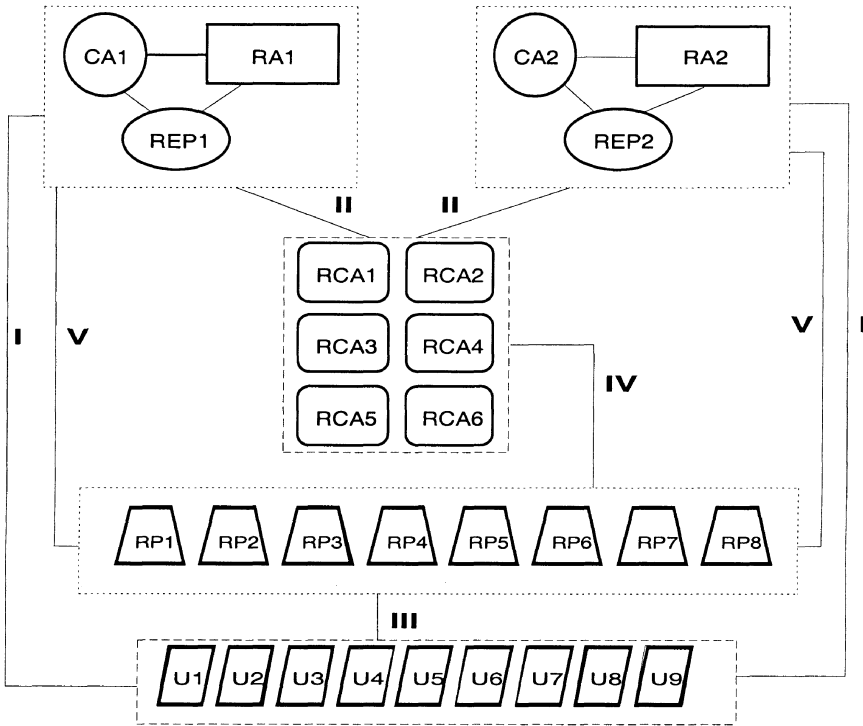 CA1 RA1
REP1
CA2 RA2
REP2
II II
RCA1 RCA2
RCA3 RCA4
RCA5 RCA6
I V
V I
IV
RP1 RP2 RP3 RP4 RP5 RP6 RP7 RP8
III
U1 U2 U3 U4 U5 U6 U7 U8 U9